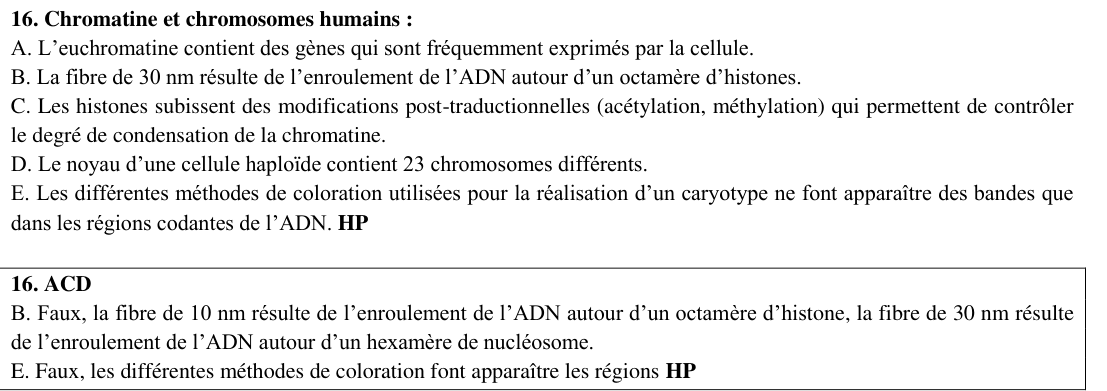 16. Chromatine et chromosomes humains :
A. L’euchromatine contient des gènes qui sont fréquemment exprimés par la cellule.
B. La fibre de 30 nm résulte de l’enroulement de l’ADN autour d’un octamère d’histones.
C. Les histones subissent des modifications post-traductionnelles (acétylation, méthylation) qui permettent de contrôler
le degré de condensation de la chromatine.
D. Le noyau d’une cellule haploïde contient 23 chromosomes différents.
E. Les différentes méthodes de coloration utilisées pour la réalisation d’un caryotype ne font apparaître des bandes que
dans les régions codantes de l’ADN. HP
16. ACD
B. Faux, la fibre de 10 nm résulte de l’enroulement de l’ADN autour d’un octamère d’histone, la fibre de 30 nm résulte
de l’enroulement de l’ADN autour d’un hexamère de nucléosome.
E. Faux, les différentes méthodes de coloration font apparaître les régions HP